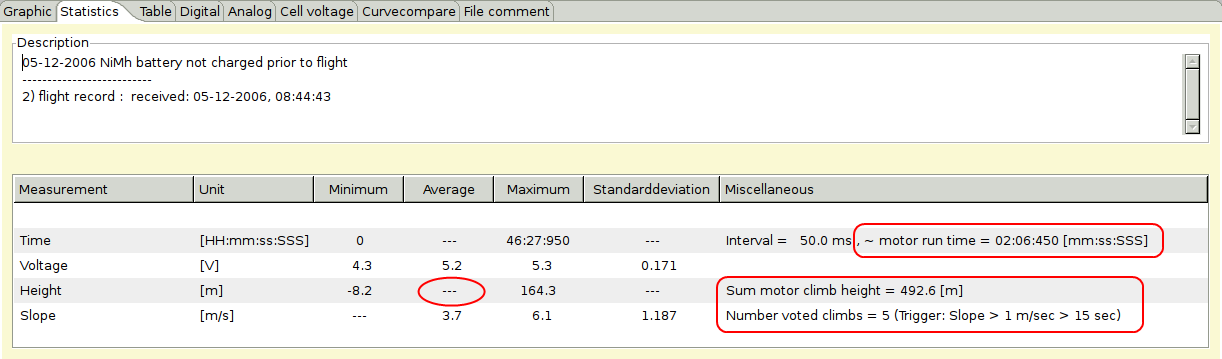 Graphic Statistics Table Digital Analog Cell voltage Curvecompare File comment
Description
05-12-2006 NiMh battery not charged prior to flight
--------------------------
2) flight record :  received: 05-12-2006, 08:44:43
Measurement Unit Minimum Average Maximum Standarddeviation Miscellaneous
Time [HH:mm:ss:SSS] 0 --- 46:27:950 --- Interval =   50.0 ms , ~ motor run time = 02:06:450 [mm:ss:SSS]
Voltage [V] 4.3 5.2 5.3 0.171
Height [m] -8.2 --- 164.3 --- Sum motor climb height = 492.6 [m]
Slope [m/s] --- 3.7 6.1 1.187 Number voted climbs = 5 (Trigger: Slope > 1 m/sec > 15 sec)